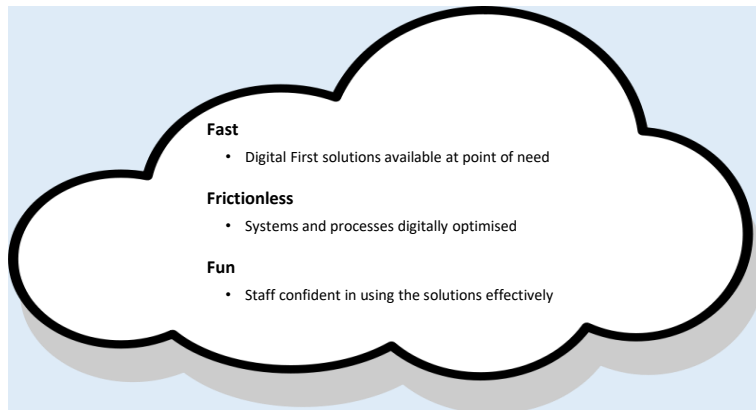 Fast
• Digital First solutions available at point of need
Frictionless
• Systems and processes digitally optimised
Fun
• Staff confident in using the solutions effectively